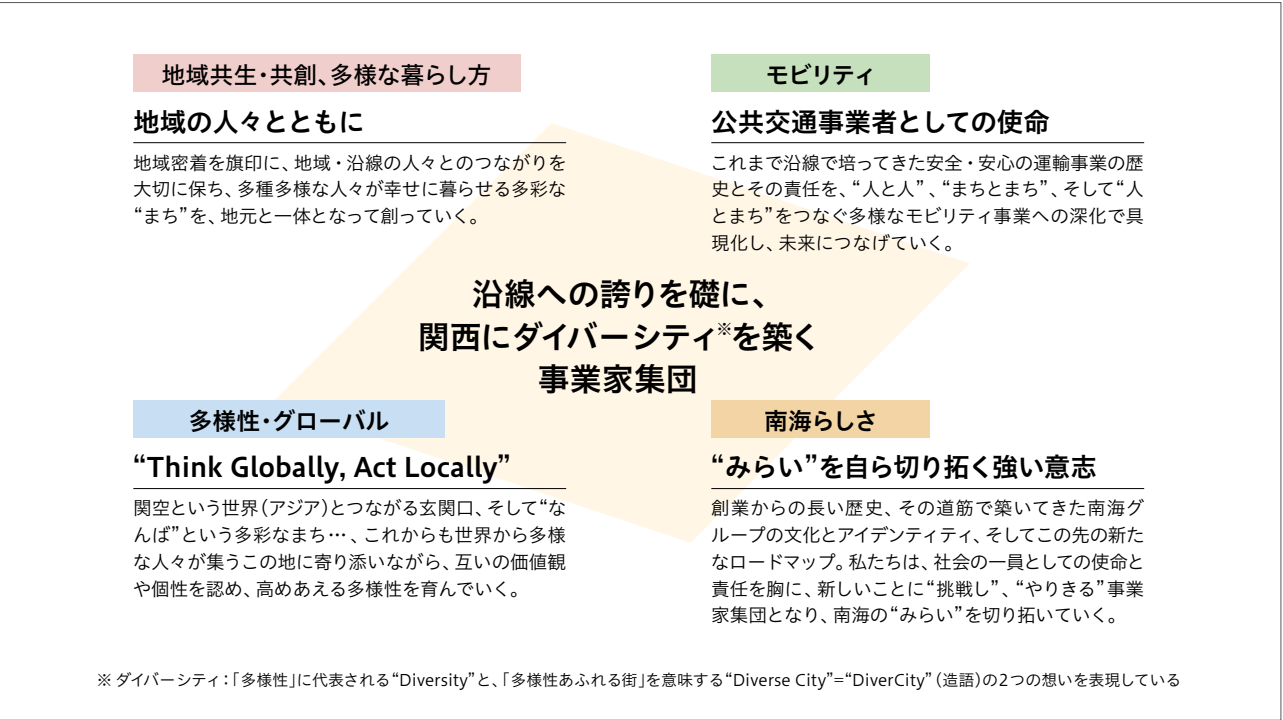 地域共生・共創、多様な暮らし方
地域の人々とともに
地域密着を旗印に、地域・沿線の人々とのつながりを
大切に保ち、多種多様な人々が幸せに暮らせる多彩な
“まち”を、地元と一体となって創っていく。
モビリティ
公共交通事業者としての使命
これまで沿線で培ってきた安全・安心の運輸事業の歴
史とその責任を、“人と人”、“まちとまち”、そして“人
とまち”をつなぐ多様なモビリティ事業への深化で具
現化し、未来につなげていく。
沿線への誇りを礎に、
関西にダイバーシティ※を築く
事業家集団
多様性・グローバル
“Think Globally, Act Locally”
関空という世界(アジア)とつながる玄関口、そして“な
んば”という多彩なまち…、これからも世界から多様
な人々が集うこの地に寄り添いながら、互いの価値観
や個性を認め、高めあえる多様性を育んでいく。
南海らしさ
“みらい”を自ら切り拓く強い意志
創業からの長い歴史、その道筋で築いてきた南海グ
ループの文化とアイデンティティ、そしてこの先の新た
なロードマップ。私たちは、社会の一員としての使命と
責任を胸に、新しいことに“挑戦し”、“やりきる”事業
家集団となり、南海の“みらい”を切り拓いていく。
※ ダイバーシティ：「多様性」に代表される“Diversity”と、「多様性あふれる街」を意味する“Diverse City”=“DiverCity”（造語）の2つの想いを表現している